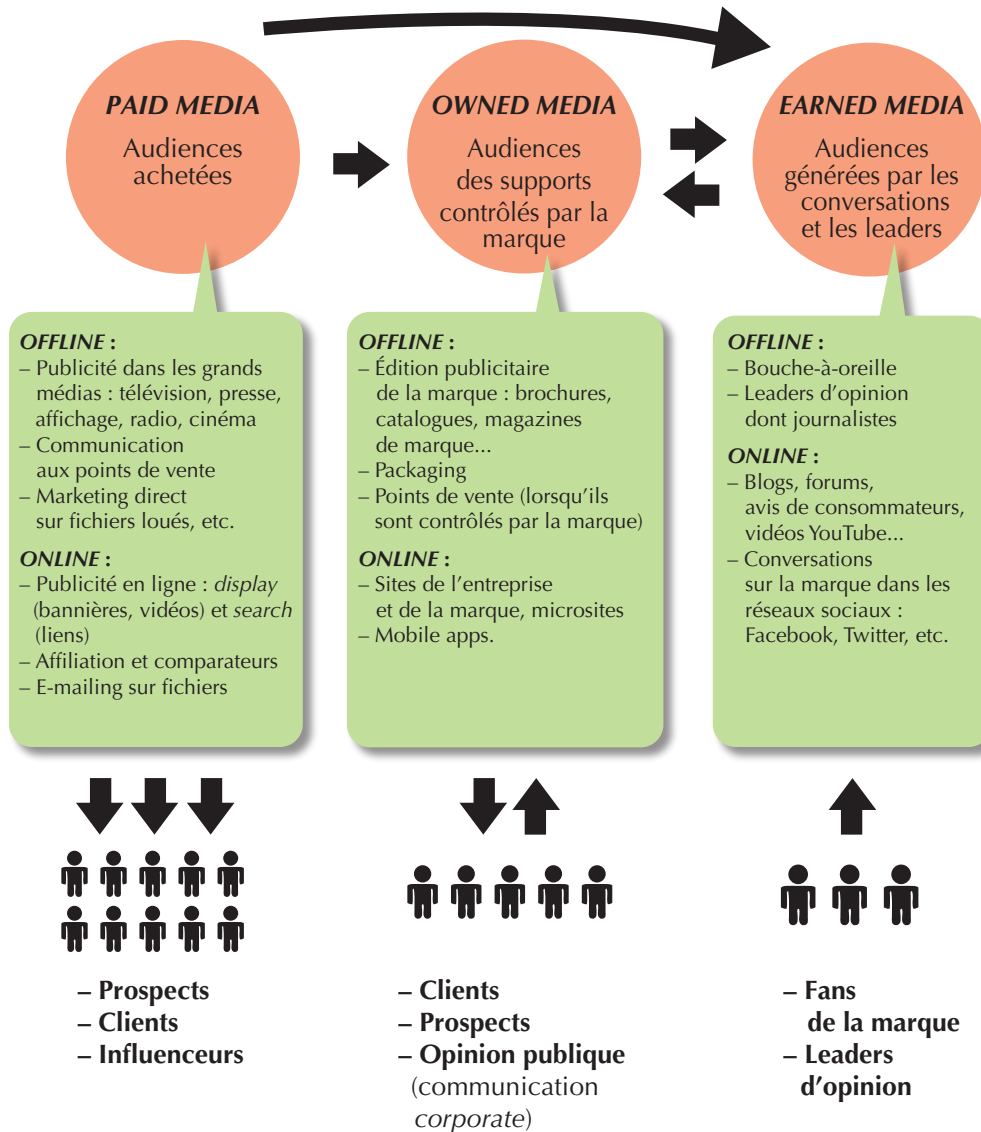 PAID MEDIA
Audiences
achetées
OWNED MEDIA
Audiences
des supports
contrôlés par la
marque
EARNED MEDIA
Audiences
générées par les
conversations
et les leaders
OFFLINE :
– Publicité dans les grands
médias : télévision, presse,
affichage, radio, cinéma
– Communication
aux points de vente
– Marketing direct
sur fichiers loués, etc.
ONLINE :
– Publicité en ligne : display
(bannières, vidéos) et search
(liens)
– Affiliation et comparateurs
– E-mailing sur fichiers
OFFLINE :
– Édition publicitaire
de la marque : brochures,
catalogues, magazines
de marque...
– Packaging
– Points de vente (lorsqu’ils
sont contrôlés par la marque)
ONLINE :
– Sites de l’entreprise
et de la marque, microsites
– Mobile apps.
OFFLINE :
– Bouche-à-oreille
– Leaders d’opinion
dont journalistes
ONLINE :
– Blogs, forums,
avis de consommateurs,
vidéos YouTube...
– Conversations
sur la marque dans les
réseaux sociaux :
Facebook, Twitter, etc.
– Prospects
– Clients
– Influenceurs
– Clients
– Prospects
– Opinion publique
(communication
corporate)
– Fans
de la marque
– Leaders
d’opinion